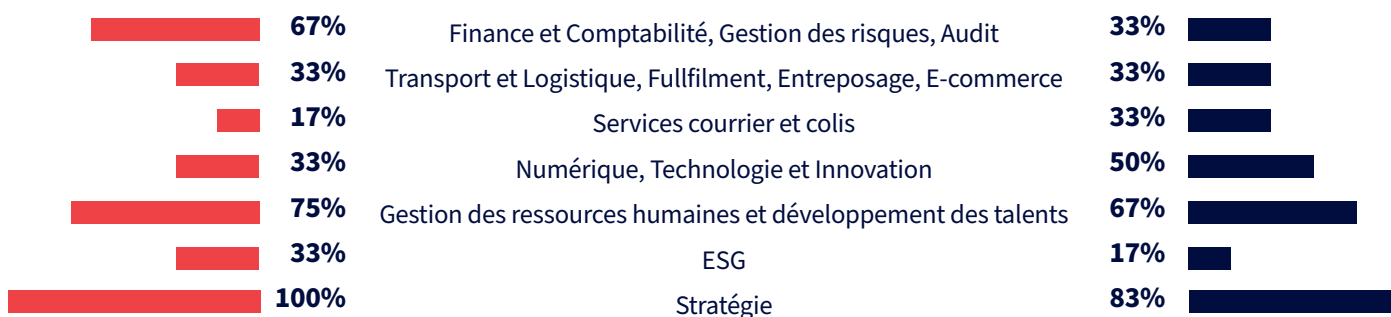 67% Finance et Comptabilité, Gestion des risques, Audit 33%
33% Transport et Logistique, Fullfilment, Entreposage, E-commerce 33%
17% Services courrier et colis 33%
33% Numérique, Technologie et Innovation 50%
75% Gestion des ressources humaines et développement des talents 67%
33% ESG 17%
100% Stratégie 83%